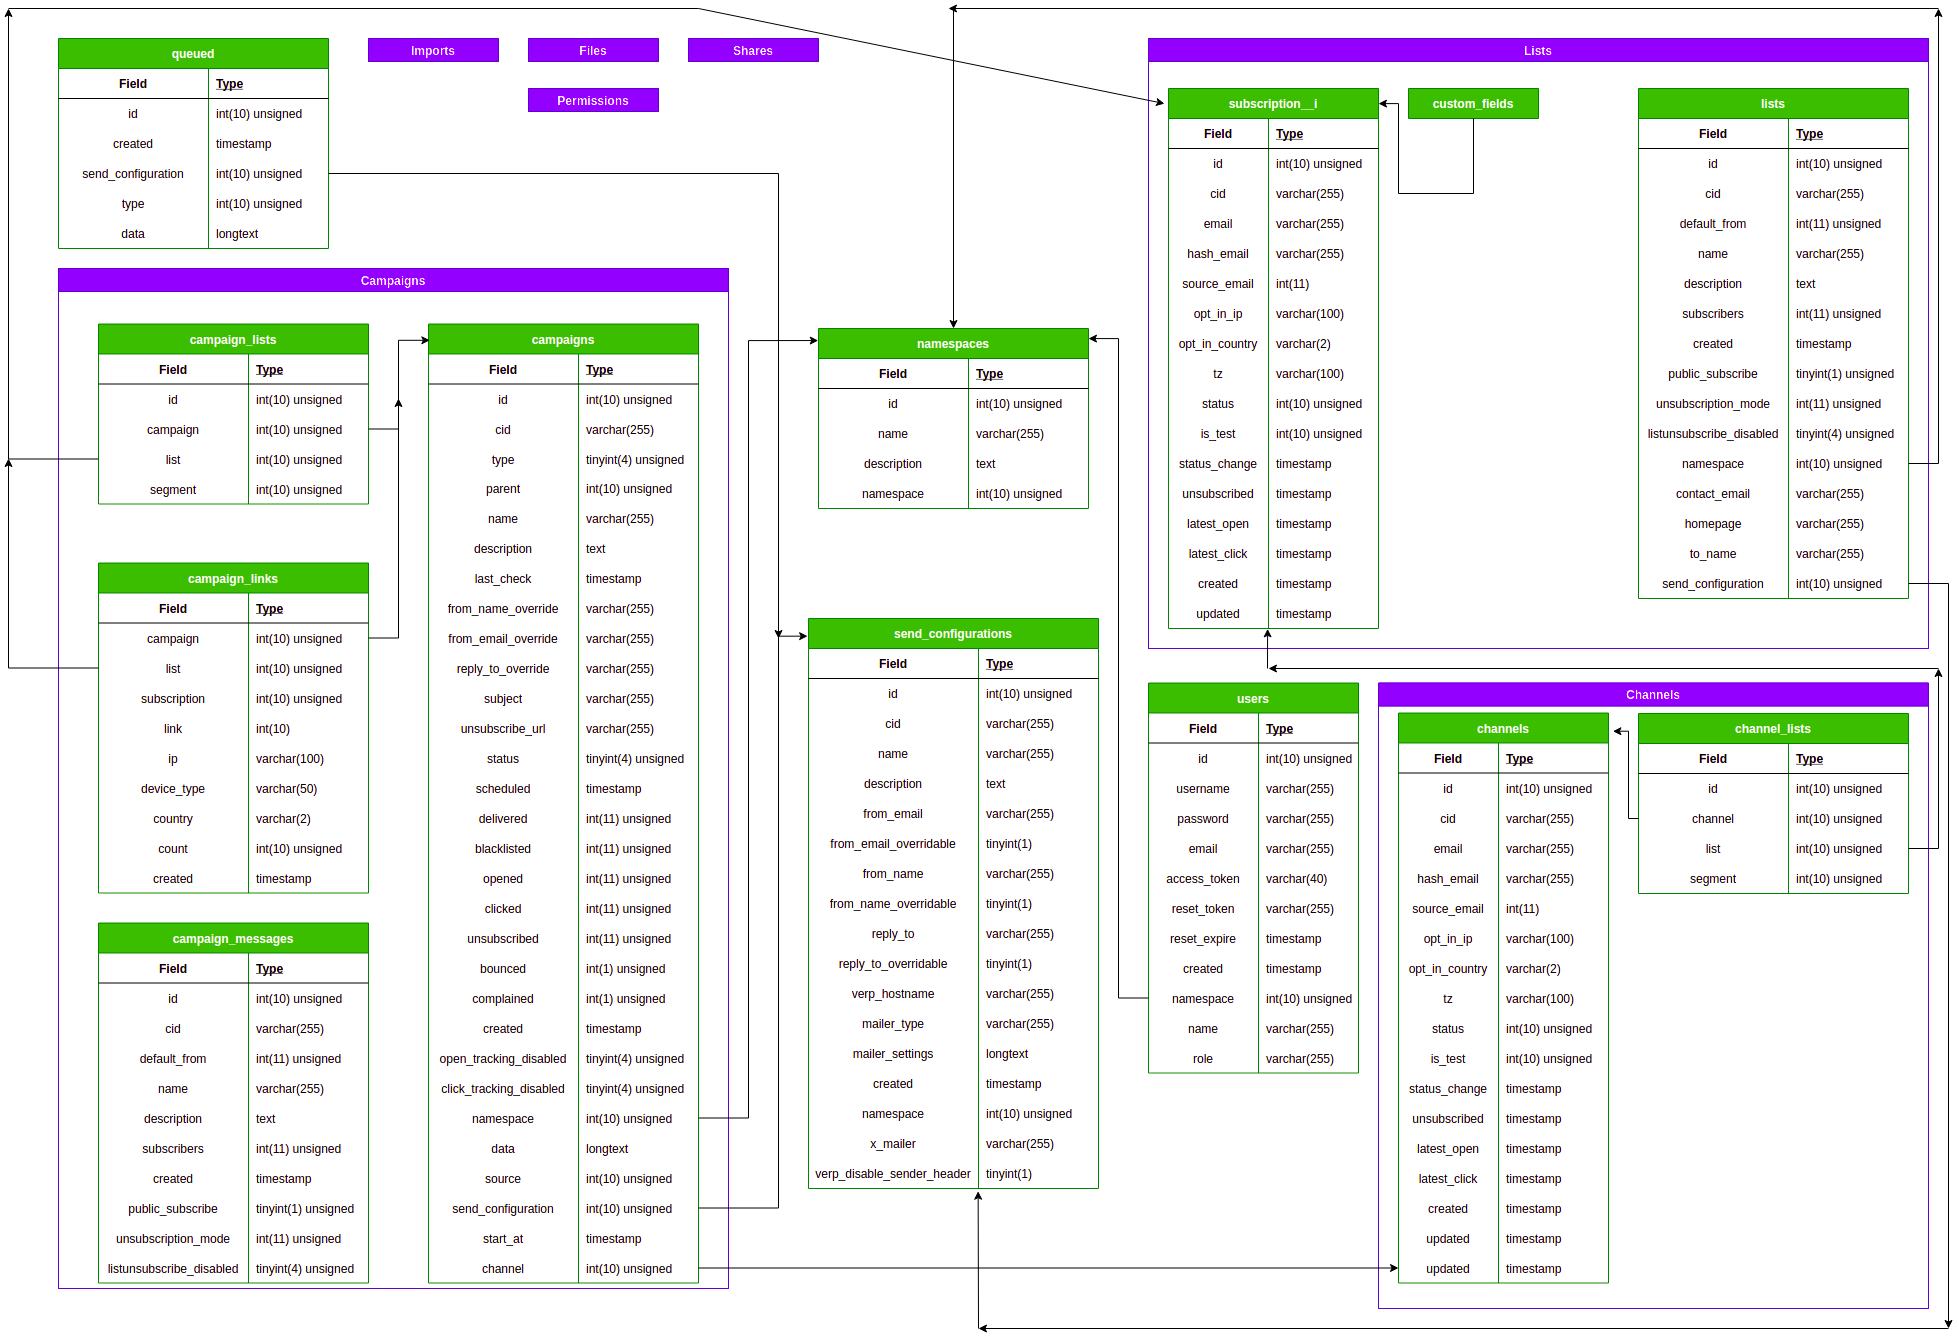 queued
Field Type
id int(10) unsigned
created timestamp
send_configuration int(10) unsigned
type int(10) unsigned
data longtext
Imports
Files
Shares
Permissions
Campaigns
campaign_lists
Field Type
id int(10) unsigned
campaign int(10) unsigned
list int(10) unsigned
segment int(10) unsigned
campaign_links
Field Type
campaign int(10) unsigned
list int(10) unsigned
subscription int(10) unsigned
link int(10)
ip varchar(100)
device_type varchar(50)
country varchar(2)
count int(10) unsigned
created timestamp
campaign_messages
Field Type
id int(10) unsigned
cid varchar(255)
default_from int(11) unsigned
name varchar(255)
description text
subscribers int(11) unsigned
created timestamp
public_subscribe tinyint(1) unsigned
unsubscription_mode int(11) unsigned
listunsubscribe_disabled tinyint(4) unsigned
campaigns
Field Type
id int(10) unsigned
cid varchar(255)
type tinyint(4) unsigned
parent int(10) unsigned
name varchar(255)
description text
last_check timestamp
from_name_override varchar(255)
from_email_override varchar(255)
reply_to_override varchar(255)
subject varchar(255)
unsubscribe_url varchar(255)
status tinyint(4) unsigned
scheduled timestamp
delivered int(11) unsigned
blacklisted int(11) unsigned
opened int(11) unsigned
clicked int(11) unsigned
unsubscribed int(11) unsigned
bounced int(1) unsigned
complained int(1) unsigned
created timestamp
open_tracking_disabled tinyint(4) unsigned
click_tracking_disabled tinyint(4) unsigned
namespace int(10) unsigned
data longtext
source int(10) unsigned
send_configuration int(10) unsigned
start_at timestamp
channel int(10) unsigned
namespaces
Field Type
id int(10) unsigned
name varchar(255)
description text
namespace int(10) unsigned
send_configurations
Field Type
id int(10) unsigned
cid varchar(255)
name varchar(255)
description text
from_email varchar(255)
from_email_overridable tinyint(1)
from_name varchar(255)
from_name_overridable tinyint(1)
reply_to varchar(255)
reply_to_overridable tinyint(1)
verp_hostname varchar(255)
mailer_type varchar(255)
mailer_settings longtext
created timestamp
namespace int(10) unsigned
x_mailer varchar(255)
verp_disable_sender_header tinyint(1)
Lists
subscription__i
Field Type
id int(10) unsigned
cid varchar(255)
email varchar(255)
hash_email varchar(255)
source_email int(11)
opt_in_ip varchar(100)
opt_in_country varchar(2)
tz varchar(100)
status int(10) unsigned
is_test int(10) unsigned
status_change timestamp
unsubscribed timestamp
latest_open timestamp
latest_click timestamp
created timestamp
updated timestamp
custom_fields
lists
Field Type
id int(10) unsigned
cid varchar(255)
default_from int(11) unsigned
name varchar(255)
description text
subscribers int(11) unsigned
created timestamp
public_subscribe tinyint(1) unsigned
unsubscription_mode int(11) unsigned
listunsubscribe_disabled tinyint(4) unsigned
namespace int(10) unsigned
contact_email varchar(255)
homepage varchar(255)
to_name varchar(255)
send_configuration int(10) unsigned
users
Field Type
id int(10) unsigned
username varchar(255)
password varchar(255)
email varchar(255)
access_token varchar(40)
reset_token varchar(255)
reset_expire timestamp
created timestamp
namespace int(10) unsigned
name varchar(255)
role varchar(255)
Channels
channels
Field Type
id int(10) unsigned
cid varchar(255)
email varchar(255)
hash_email varchar(255)
source_email int(11)
opt_in_ip varchar(100)
opt_in_country varchar(2)
tz varchar(100)
status int(10) unsigned
is_test int(10) unsigned
status_change timestamp
unsubscribed timestamp
latest_open timestamp
latest_click timestamp
created timestamp
updated timestamp
updated timestamp
channel_lists
Field Type
id int(10) unsigned
channel int(10) unsigned
list int(10) unsigned
segment int(10) unsigned